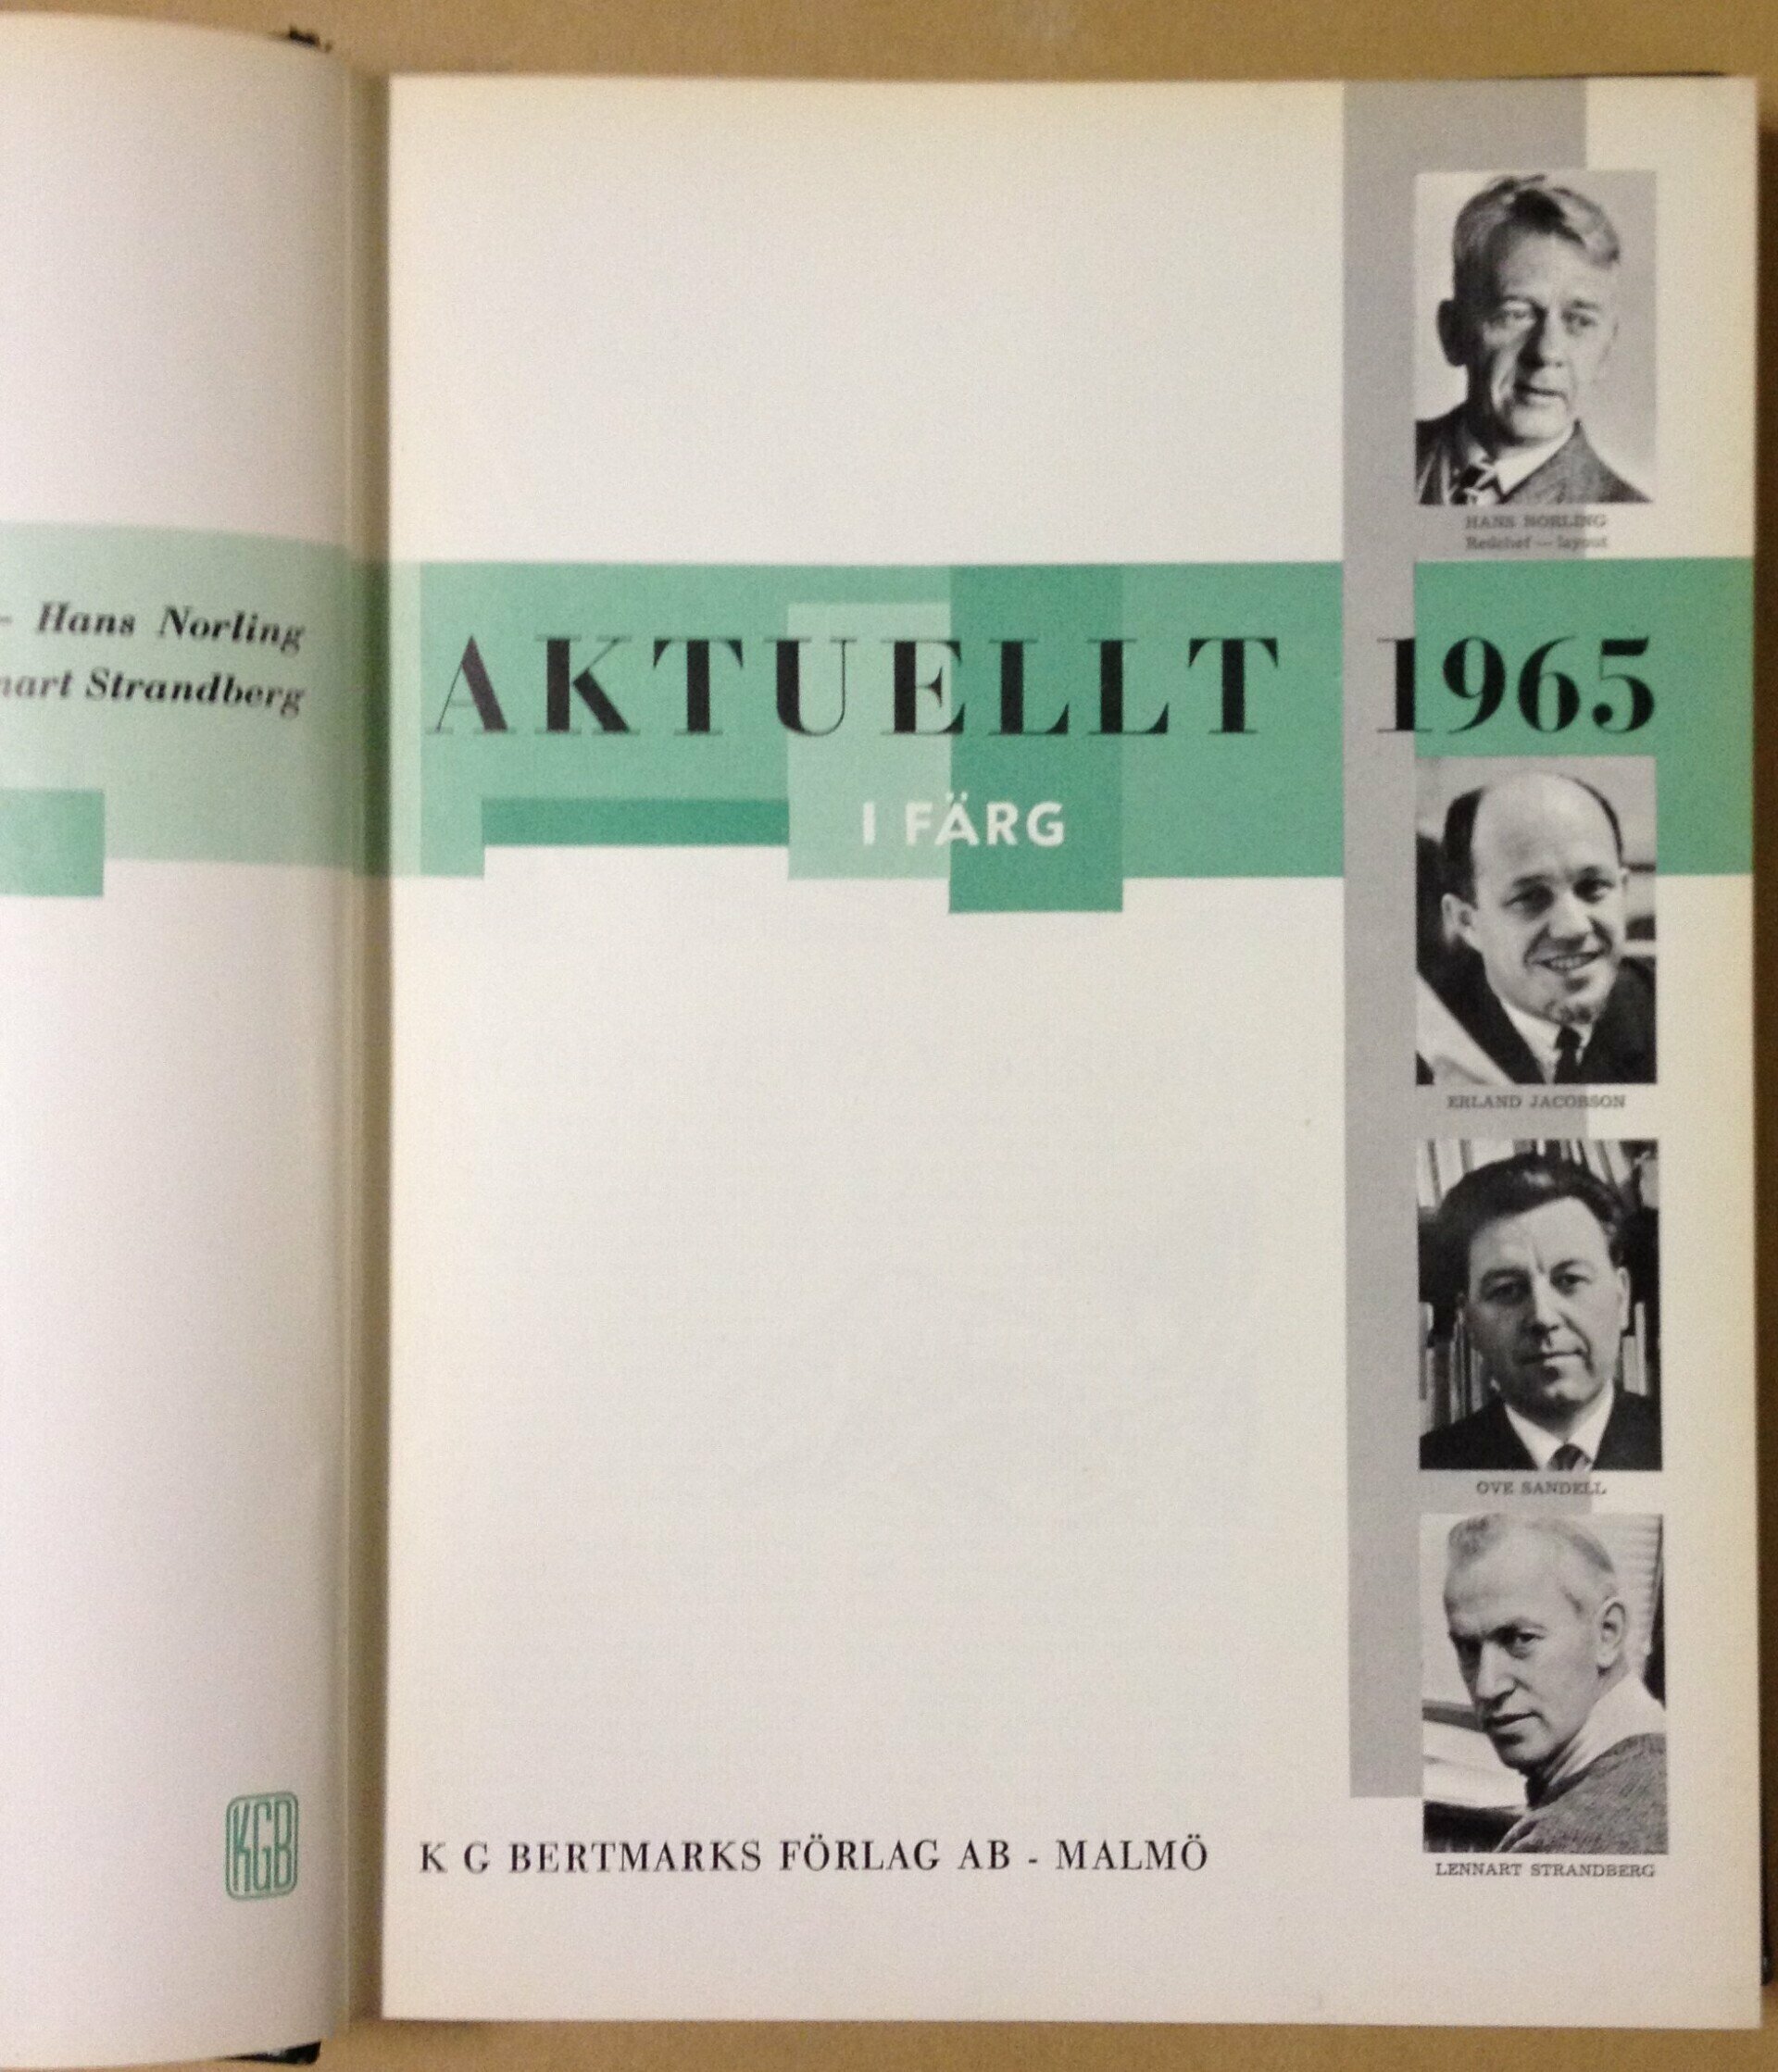 - Hans Norling
Strandberg
KGB
HANS NORLING
Redchef — layout
AKTUELLT 1965
I FÄRG
ERLAND JACOBSON
OVE SANDELL
LENNART STRANDBERG
K G BERTMARKS FÖRLAG AB - MALMÖ